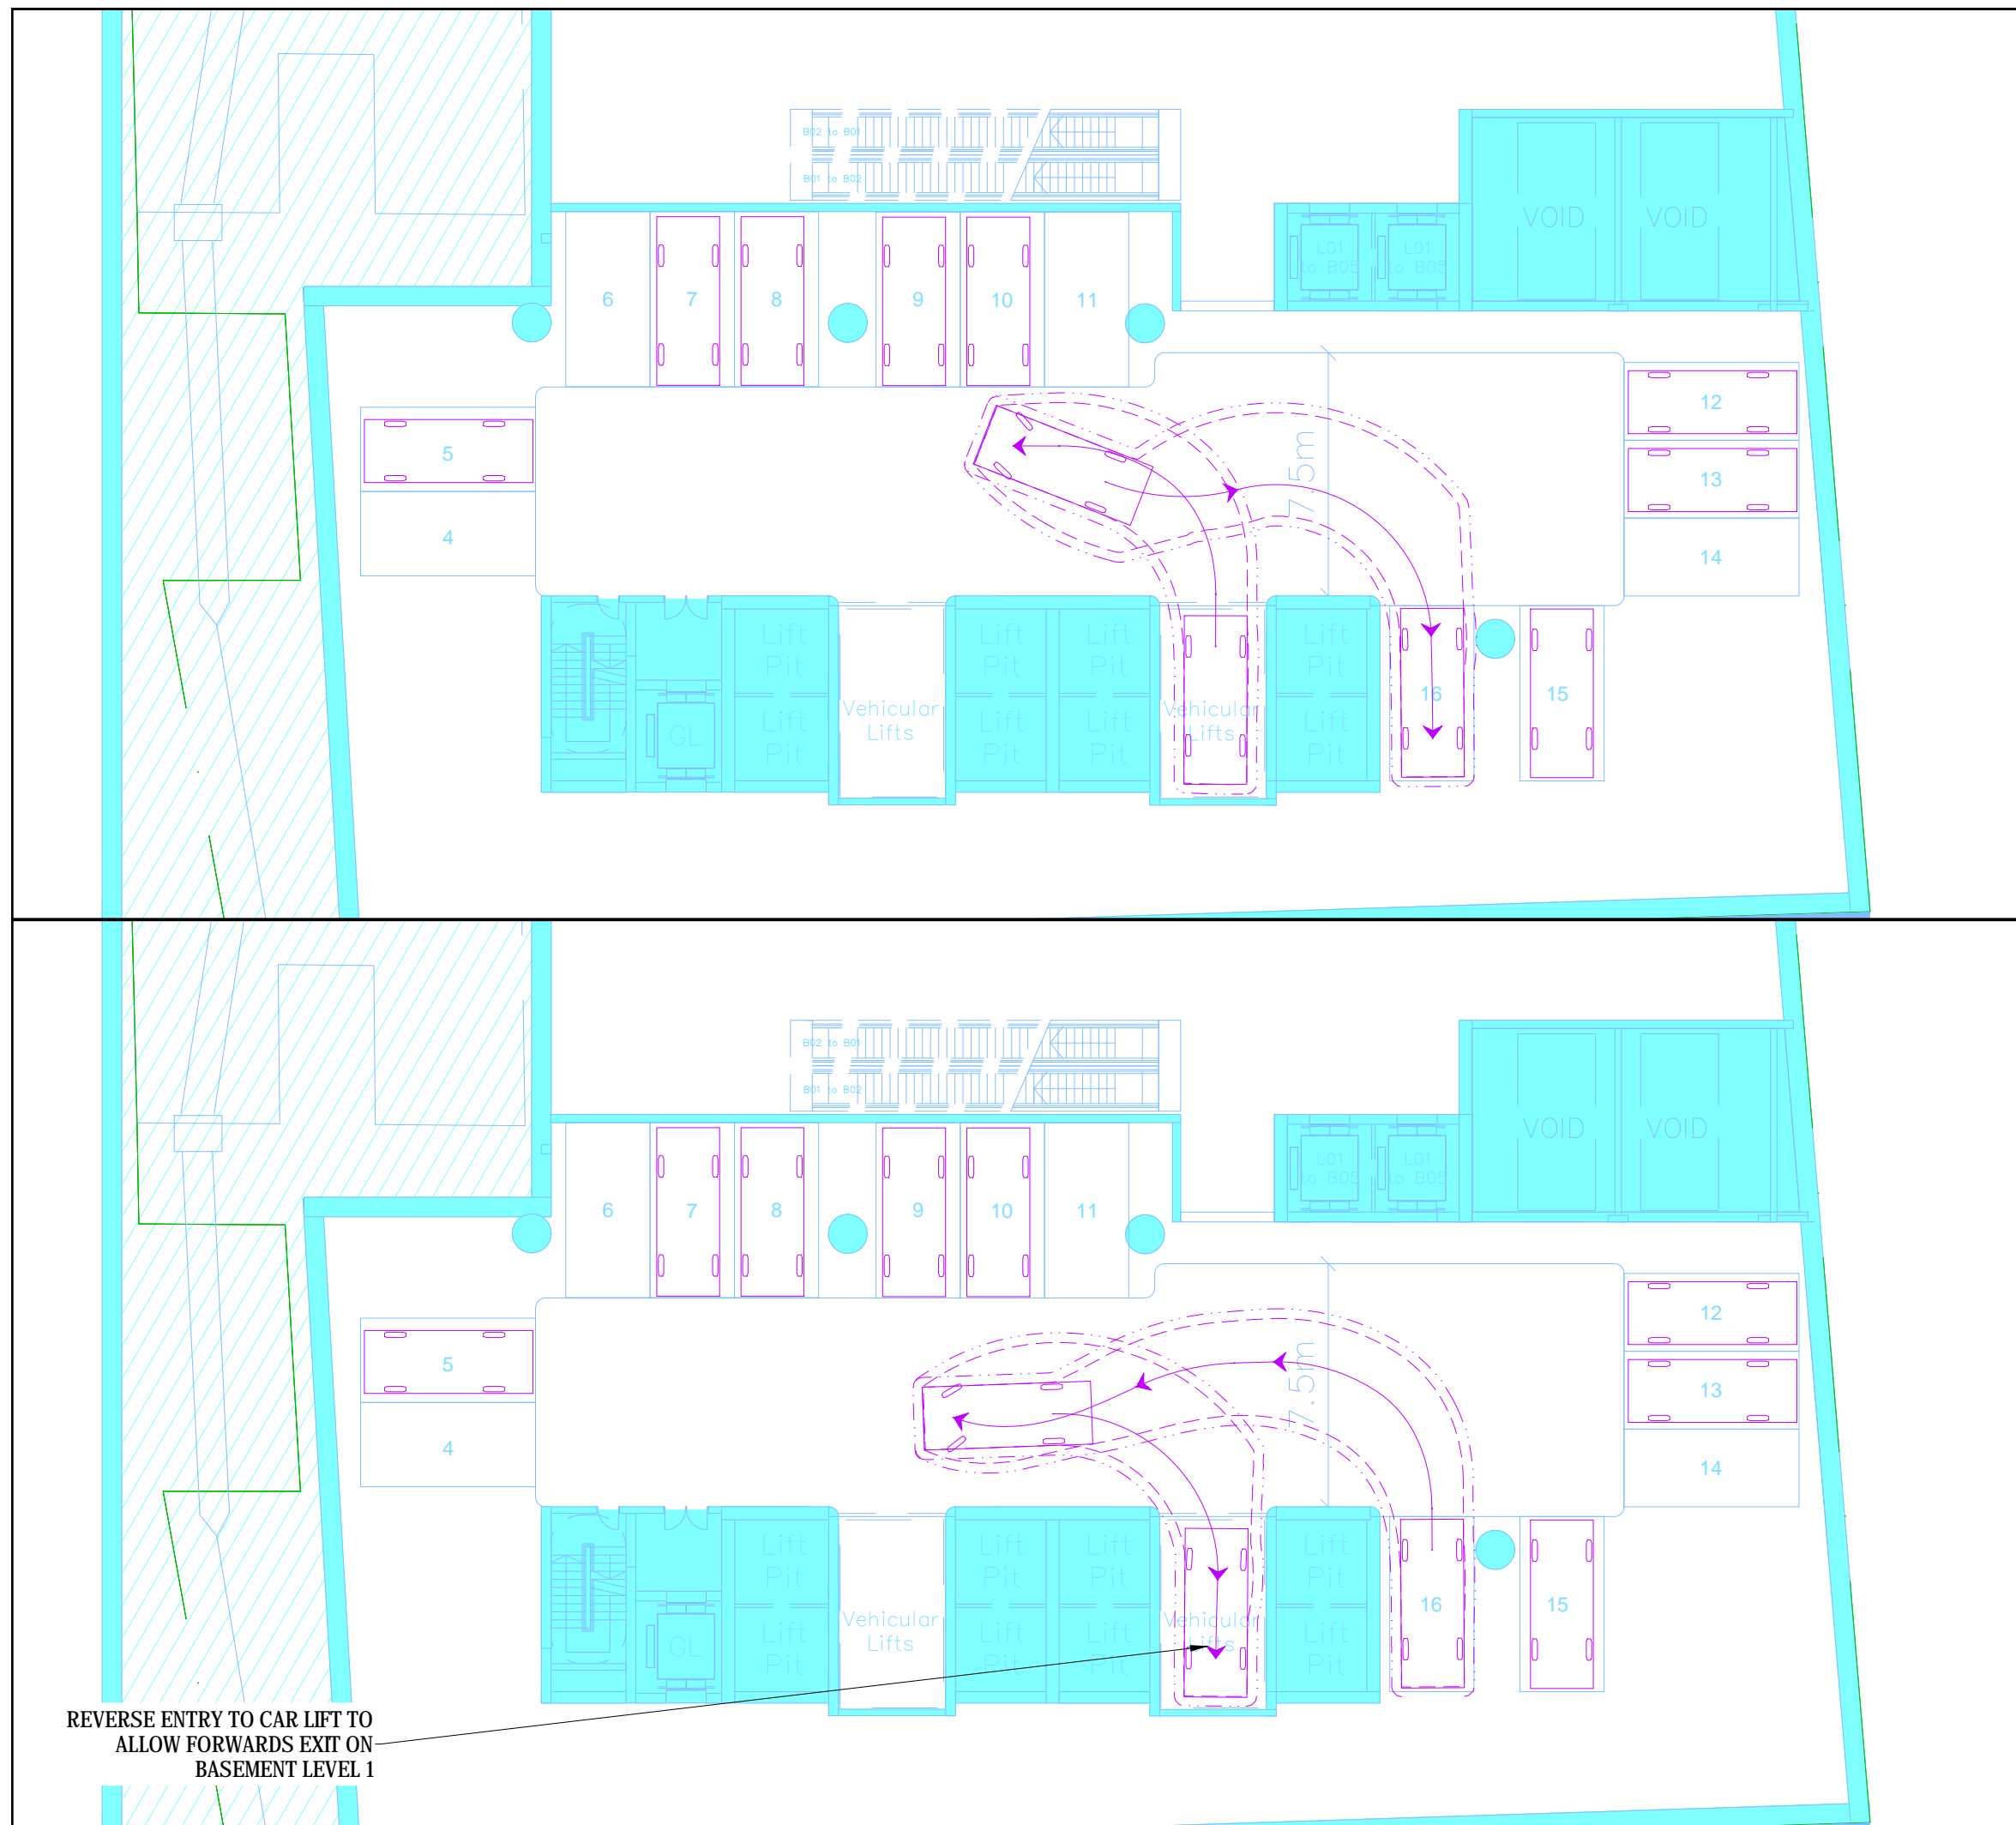 B02 to B01
B01 to B02
VOID
VOID
L01
to B05
L01
to B05
6
7
8
9
10
11
12
5
13
4
7.5m
14
Lift
Pit
Lift
Pit
Lift
Pit
Lift
Pit
16
15
Vehicular
Lifts
Vehicular
Lifts
GL
Lift
Pit
Lift
Pit
Lift
Pit
Lift
Pit
B02 to B01
B01 to B02
VOID
VOID
L01
to B05
L01
to B05
6
7
8
9
10
11
12
5
13
4
7.5m
14
Lift
Pit
Lift
Pit
Lift
Pit
Lift
Pit
16
15
Vehicular
Lifts
Vehicular
Lifts
GL
Lift
Pit
Lift
Pit
Lift
Pit
Lift
Pit
REVERSE ENTRY TO CAR LIFT TO
ALLOW FORWARDS EXIT ON
BASEMENT LEVEL 1